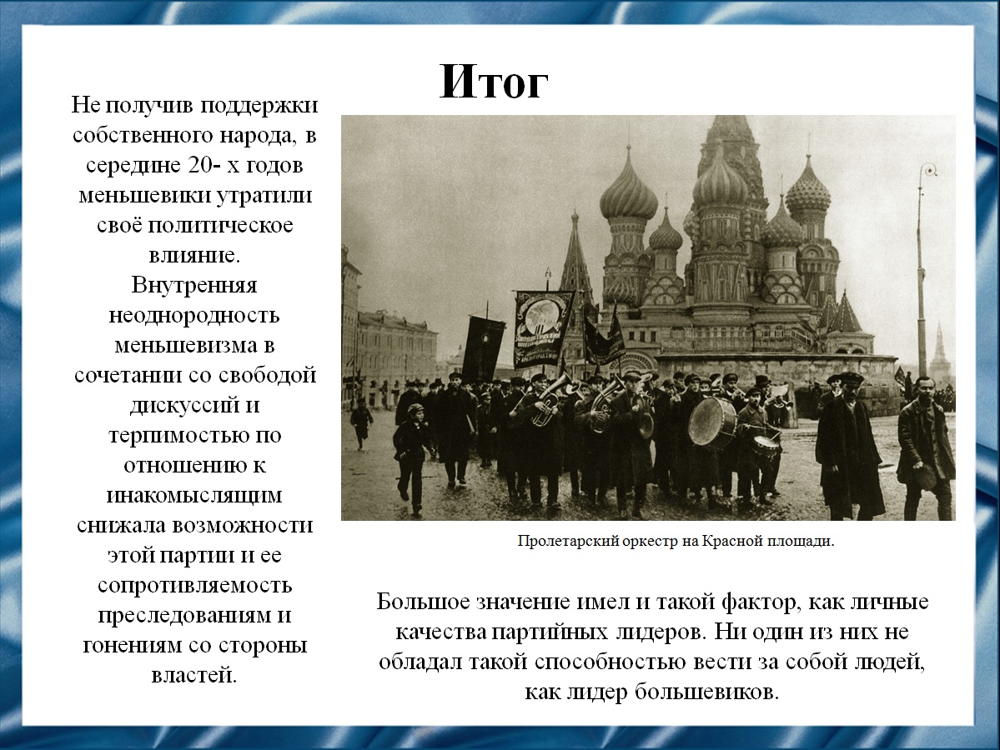 Итог
Не получив поддержки
собственного народа, в
середине 20- х годов
меньшевики утратили
своё политическое
влияние.
Внутренняя
неоднородность
меньшевизма в
сочетании со свободой
дискуссий и
терпимостью по
отношению к
инакомыслящим
снижала возможности
этой партии и ее
сопротивляемость
преследованиям и
гонениям со стороны
властей.
Пролетарский оркестр на Красной площади.
Большое значение имел и такой фактор, как личные
качества партийных лидеров. Ни один из них не
обладал такой способностью вести за собой людей,
как лидер большевиков.